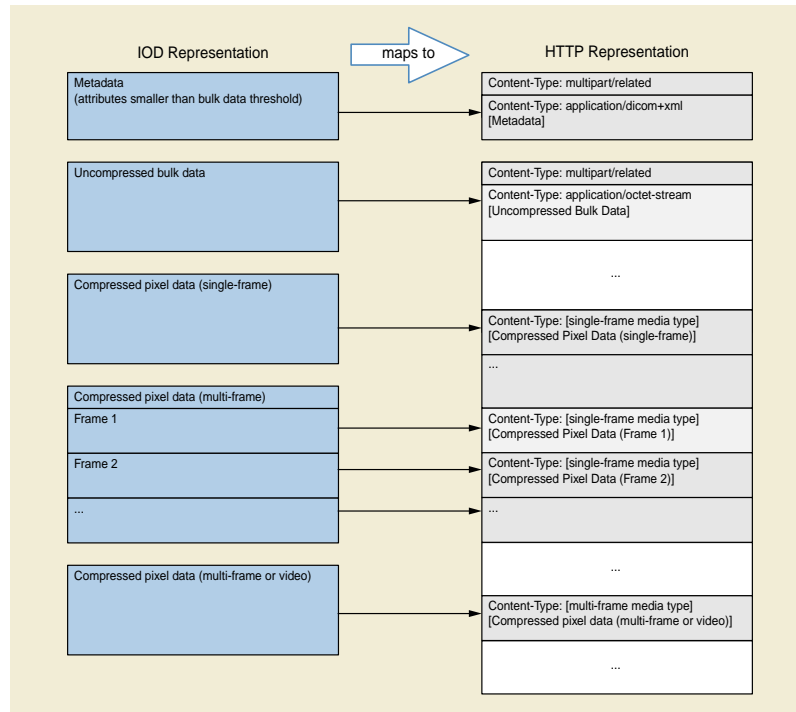 IOD Representation
maps to
HTTP Representation
Metadata
(attributes smaller than bulk data threshold)
Content-Type: multipart/related
Content-Type: application/dicom+xml
[Metadata]
Uncompressed bulk data
Content-Type: multipart/related
Content-Type: application/octet-stream
[Uncompressed Bulk Data]
...
Compressed pixel data (single-frame)
Content-Type: [single-frame media type]
[Compressed Pixel Data (single-frame)]
...
Compressed pixel data (multi-frame)
Frame 1
Content-Type: [single-frame media type]
[Compressed Pixel Data (Frame 1)]
Frame 2
Content-Type: [single-frame media type]
[Compressed Pixel Data (Frame 2)]
...
...
...
Compressed pixel data (multi-frame or video)
Content-Type: [multi-frame media type]
[Compressed pixel data (multi-frame or video)]
...